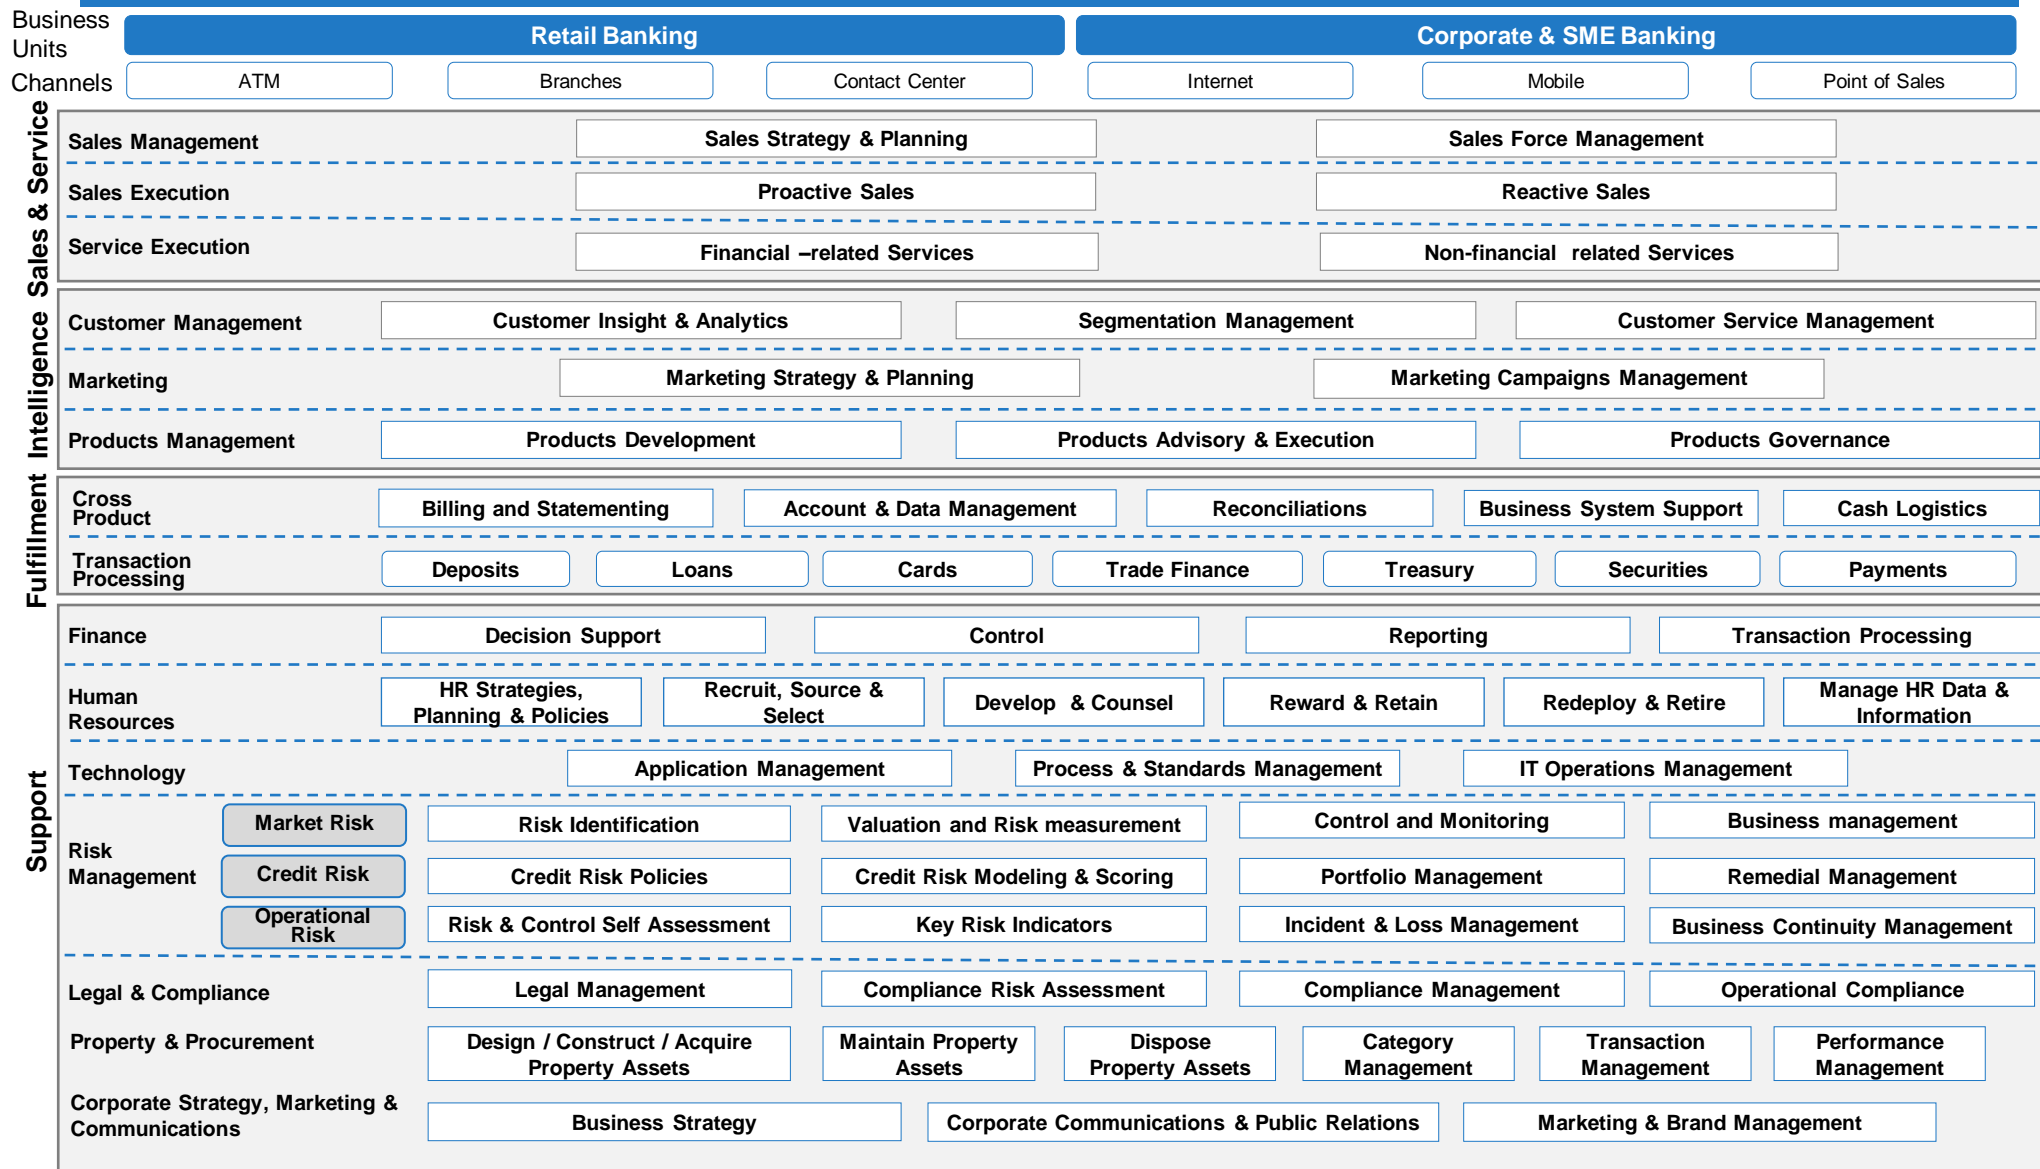 Business
Units
Retail Banking
Corporate & SME Banking
Channels
ATM
Branches
Contact Center
Internet
Mobile
Point of Sales
Sales & Service
Sales Management
Sales Strategy & Planning
Sales Force Management
Sales Execution
Proactive Sales
Reactive Sales
Service Execution
Financial –related Services
Non-financial related Services
Intelligence
Customer Management
Customer Insight & Analytics
Segmentation Management
Customer Service Management
Marketing
Marketing Strategy & Planning
Marketing Campaigns Management
Products Management
Products Development
Products Advisory & Execution
Products Governance
Fulfillment
Cross
Product
Billing and Statementing
Account & Data Management
Reconciliations
Business System Support
Cash Logistics
Transaction
Processing
Deposits
Loans
Cards
Trade Finance
Treasury
Securities
Payments
Support
Finance
Decision Support
Control
Reporting
Transaction Processing
Human
Resources
HR Strategies,
Planning & Policies
Recruit, Source &
Select
Develop & Counsel
Reward & Retain
Redeploy & Retire
Manage HR Data &
Information
Technology
Application Management
Process & Standards Management
IT Operations Management
Risk
Management
Market Risk
Risk Identification
Valuation and Risk measurement
Control and Monitoring
Business management
Credit Risk
Credit Risk Policies
Credit Risk Modeling & Scoring
Portfolio Management
Remedial Management
Operational
Risk
Risk & Control Self Assessment
Key Risk Indicators
Incident & Loss Management
Business Continuity Management
Legal & Compliance
Legal Management
Compliance Risk Assessment
Compliance Management
Operational Compliance
Property & Procurement
Design / Construct / Acquire
Property Assets
Maintain Property
Assets
Dispose
Property Assets
Category
Management
Transaction
Management
Performance
Management
Corporate Strategy, Marketing &
Communications
Business Strategy
Corporate Communications & Public Relations
Marketing & Brand Management